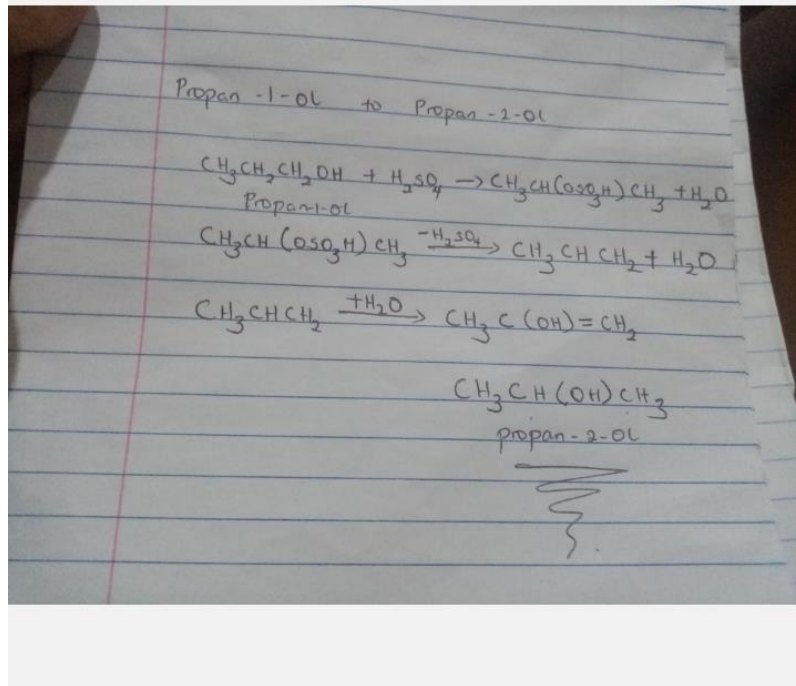 Propan-1-ol to Propan-2-ol
CH₃CH₂CH₂OH + H₂SO₄ → CH₃CH(OSO₃H)CH₃ + H₂O
Propan-1-ol
CH₃CH(OSO₃H)CH₃ -H₂SO₄→ CH₃CHCH₂ + H₂O
CH₃CHCH₂ +H₂O→ CH₃C(OH)=CH₂
CH₃CH(OH)CH₃
propan-2-ol